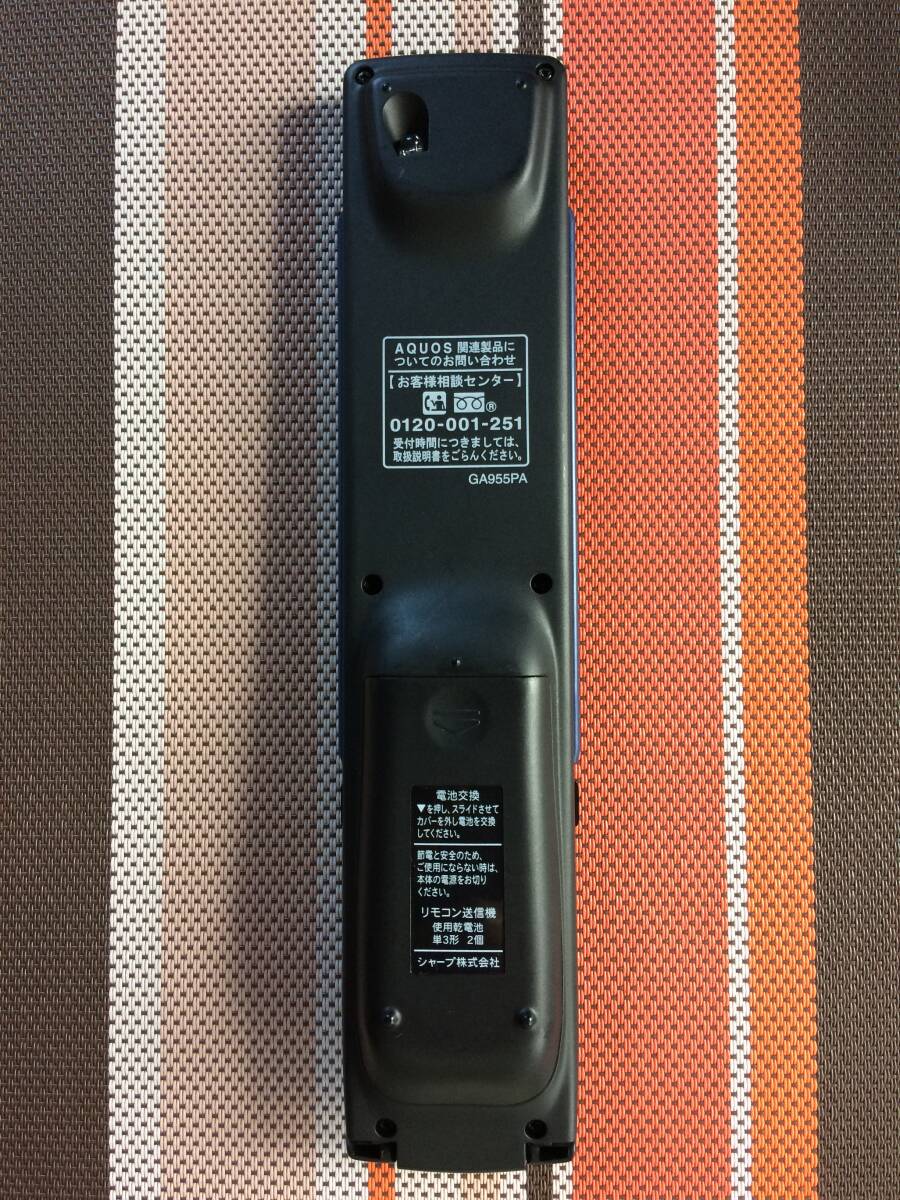 AQUOS 関連製品に
ついてのお問い合わせ
【お客様相談センター】
®
0120-001-251
受付時間につきましては、
取扱説明書をごらんください。
GA955PA
電池交換
▼を押し、スライドさせて
カバーを外し電池を交換
してください。
節電と安全のため、
ご使用にならない時は、
本体の電源をお切り
ください。
リモコン送信機
使用乾電池
単3形 2個
シャープ株式会社